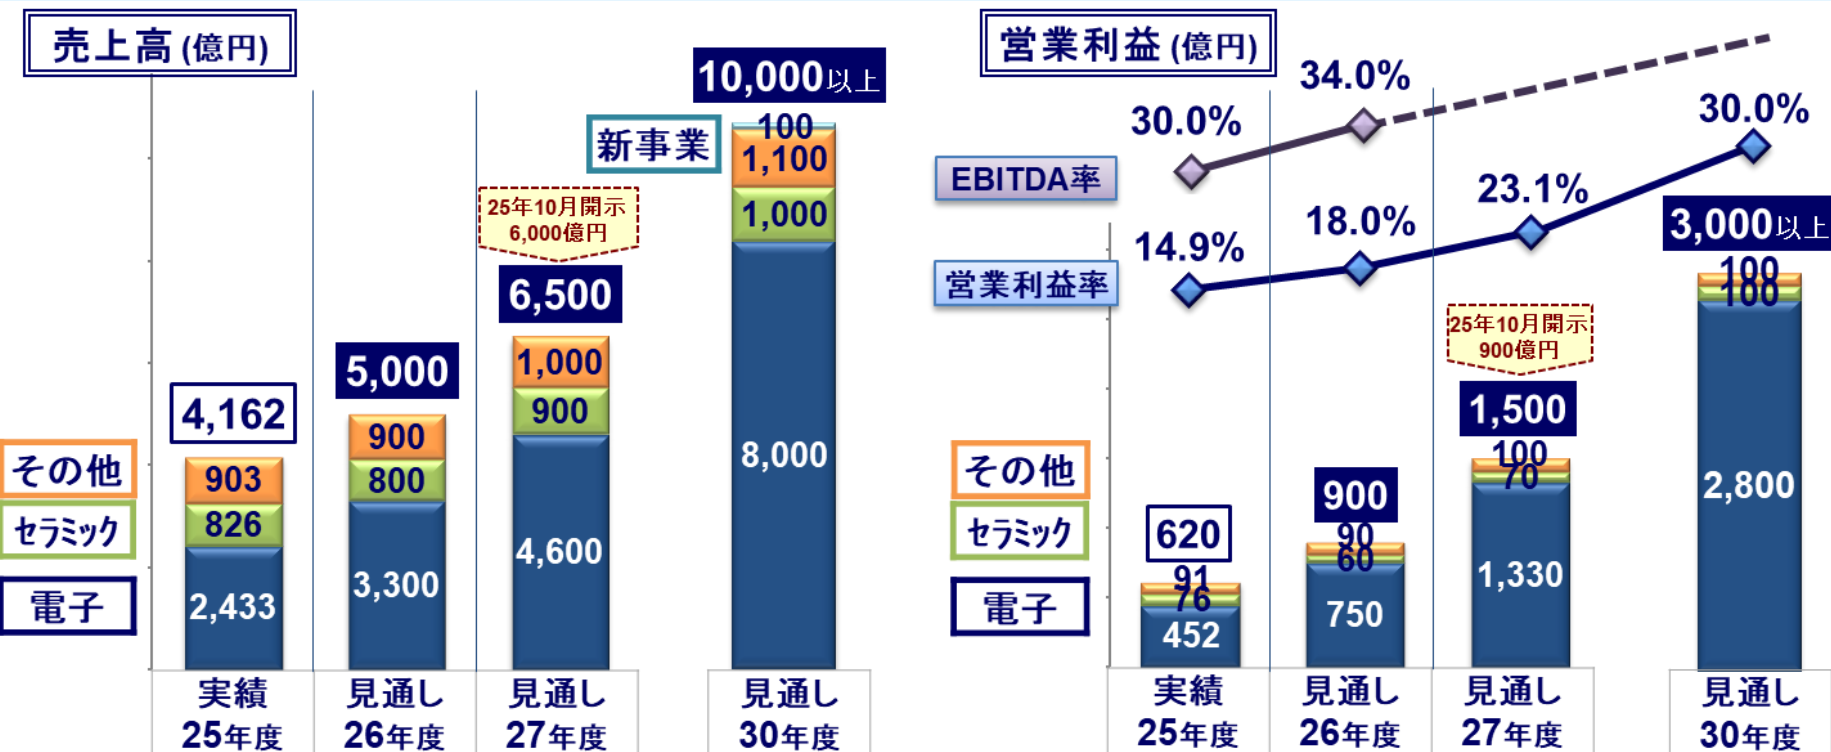 売上高 (億円)
10,000以上
新事業
100
1,100
1,000
8,000
25年10月開示
6,000億円
6,500
1,000
900
4,600
5,000
900
800
3,300
4,162
903
826
2,433
その他
セラミック
電子
実績
25年度
見通し
26年度
見通し
27年度
見通し
30年度
営業利益 (億円)
EBITDA率
30.0%
34.0%
営業利益率
14.9%
18.0%
23.1%
30.0%
3,000以上
100
100
2,800
25年10月開示
900億円
1,500
100
70
1,330
900
90
60
750
620
91
76
452
その他
セラミック
電子
実績
25年度
見通し
26年度
見通し
27年度
見通し
30年度